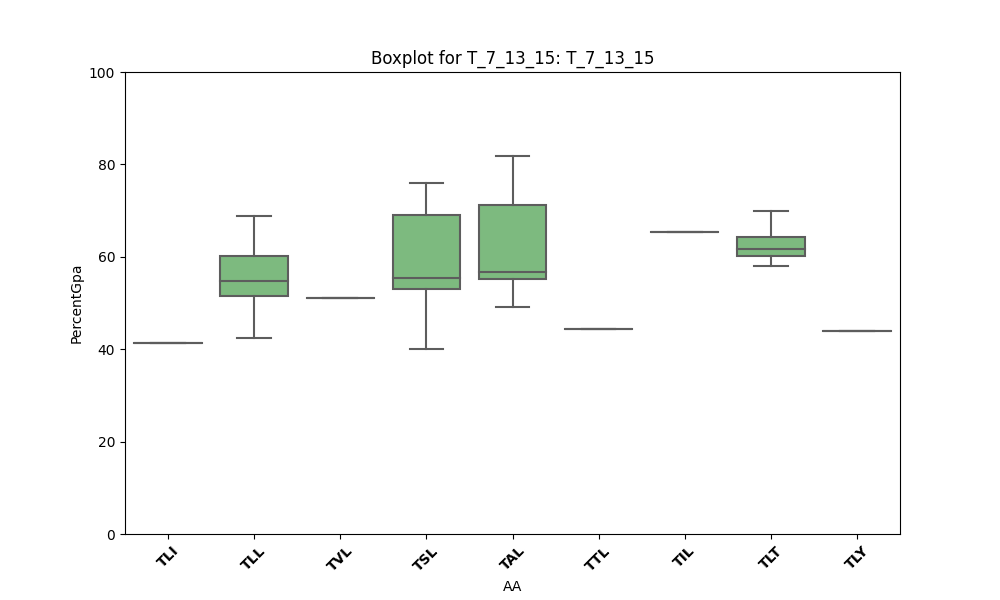 Boxplot for T_7_13_15: T_7_13_15
PercentGpa
100
80
60
40
20
0
TLI
TLL
TVL
TSL
TAL
TTL
TIL
TLT
TLY
AA